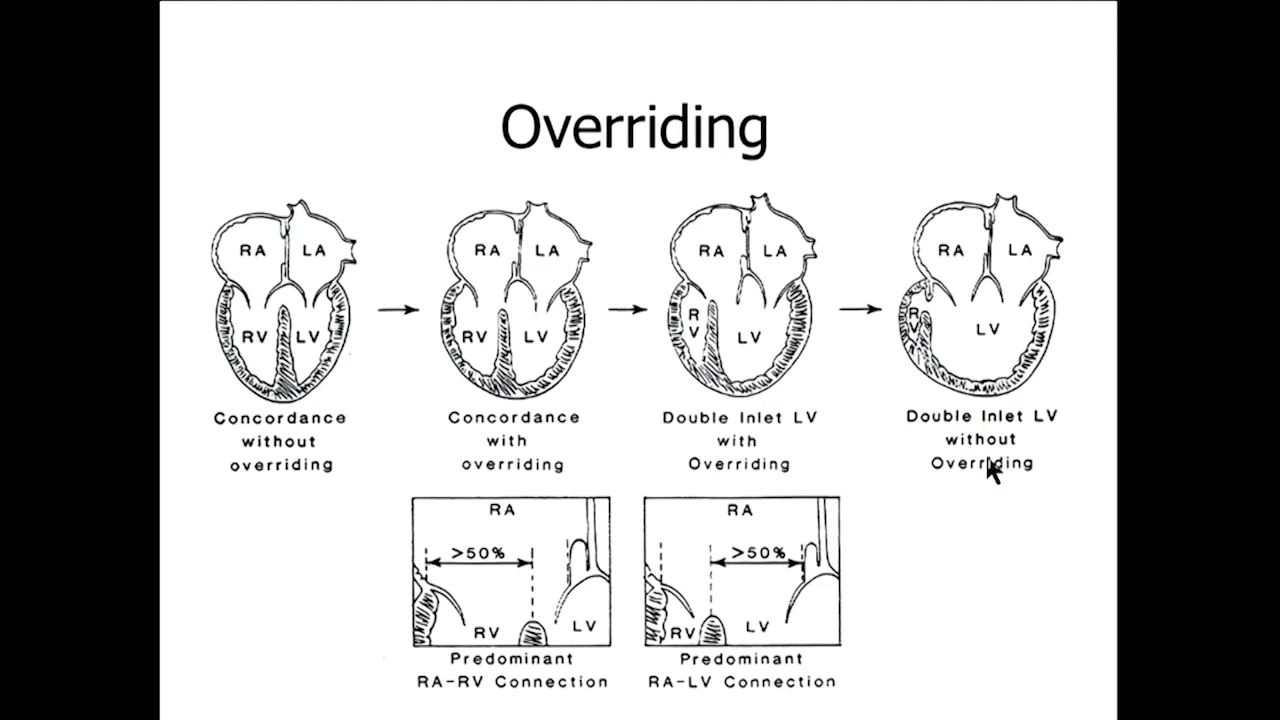 Overriding
RA LA
RV LV
Concordance
without
overriding
RA LA
RV LV
Concordance
with
overriding
RA LA
R
V
LV
Double Inlet LV
with
Overriding
RA LA
R
V
LV
Double Inlet LV
without
Overriding
RA
>50%
RV LV
Predominant
RA-RV Connection
RA
>50%
RV LV
Predominant
RA-LV Connection